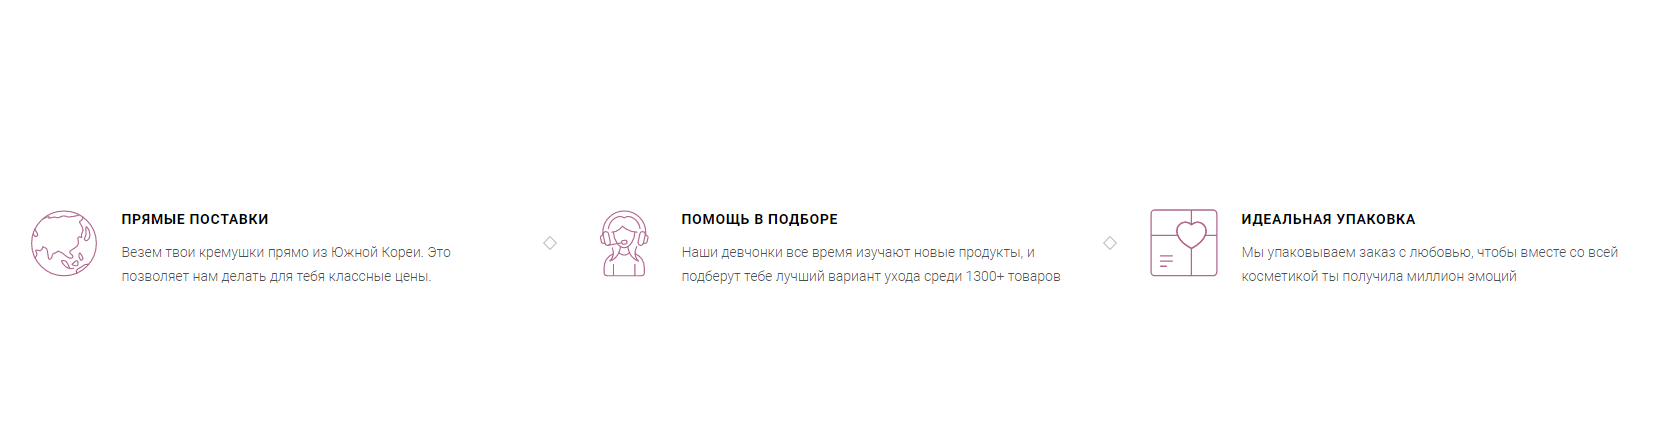 ПРЯМЫЕ ПОСТАВКИ
Везем твои кремушки прямо из Южной Кореи. Это
позволяет нам делать для тебя классные цены.
ПОМОЩЬ В ПОДБОРЕ
Наши девчонки все время изучают новые продукты, и
подберут тебе лучший вариант ухода среди 1300+ товаров
ИДЕАЛЬНАЯ УПАКОВКА
Мы упаковываем заказ с любовью, чтобы вместе со всей
косметикой ты получила миллион эмоций